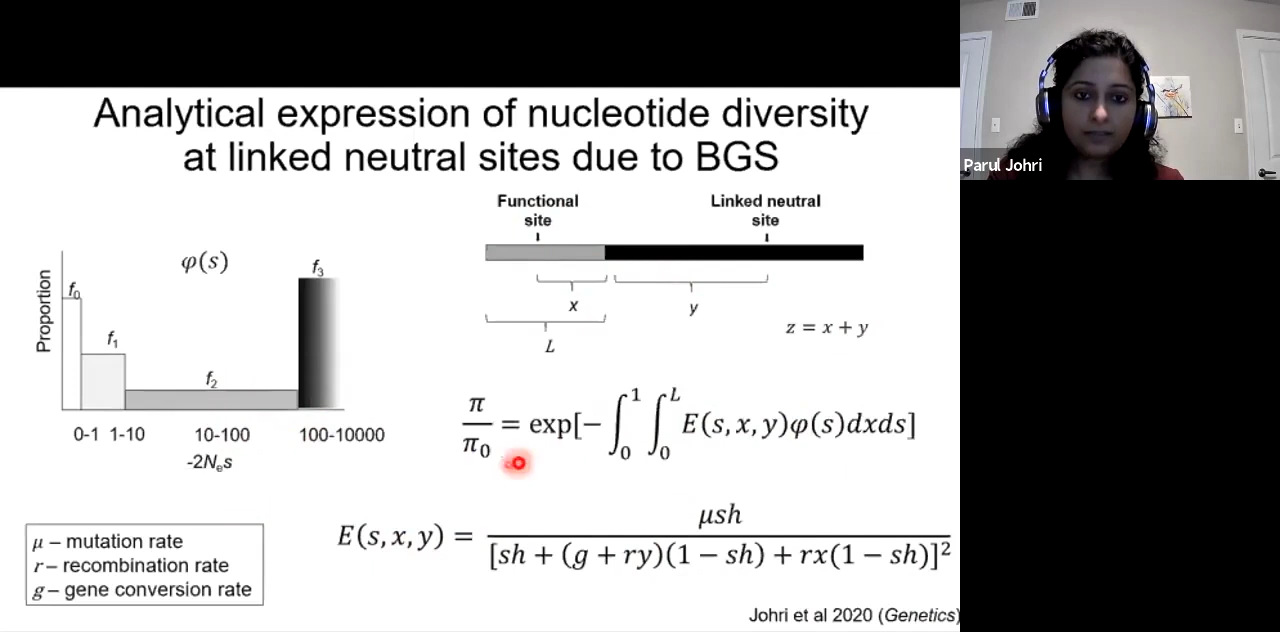 Analytical expression of nucleotide diversity
at linked neutral sites due to BGS
Parul Johri
Functional
site
Linked neutral
site
x
y
z = x + y
L
Proportion
φ(s)
f₀
f₁
f₂
f₃
0-1 1-10 10-100 100-10000
-2Nₑs
π/π₀ = exp[− ∫₀¹ ∫₀ᴸ E(s, x, y)φ(s)dxds]
E(s, x, y) = μsh / [sh + (g + ry)(1 − sh) + rx(1 − sh)]²
μ – mutation rate
r – recombination rate
g – gene conversion rate
Johri et al 2020 (Genetics)